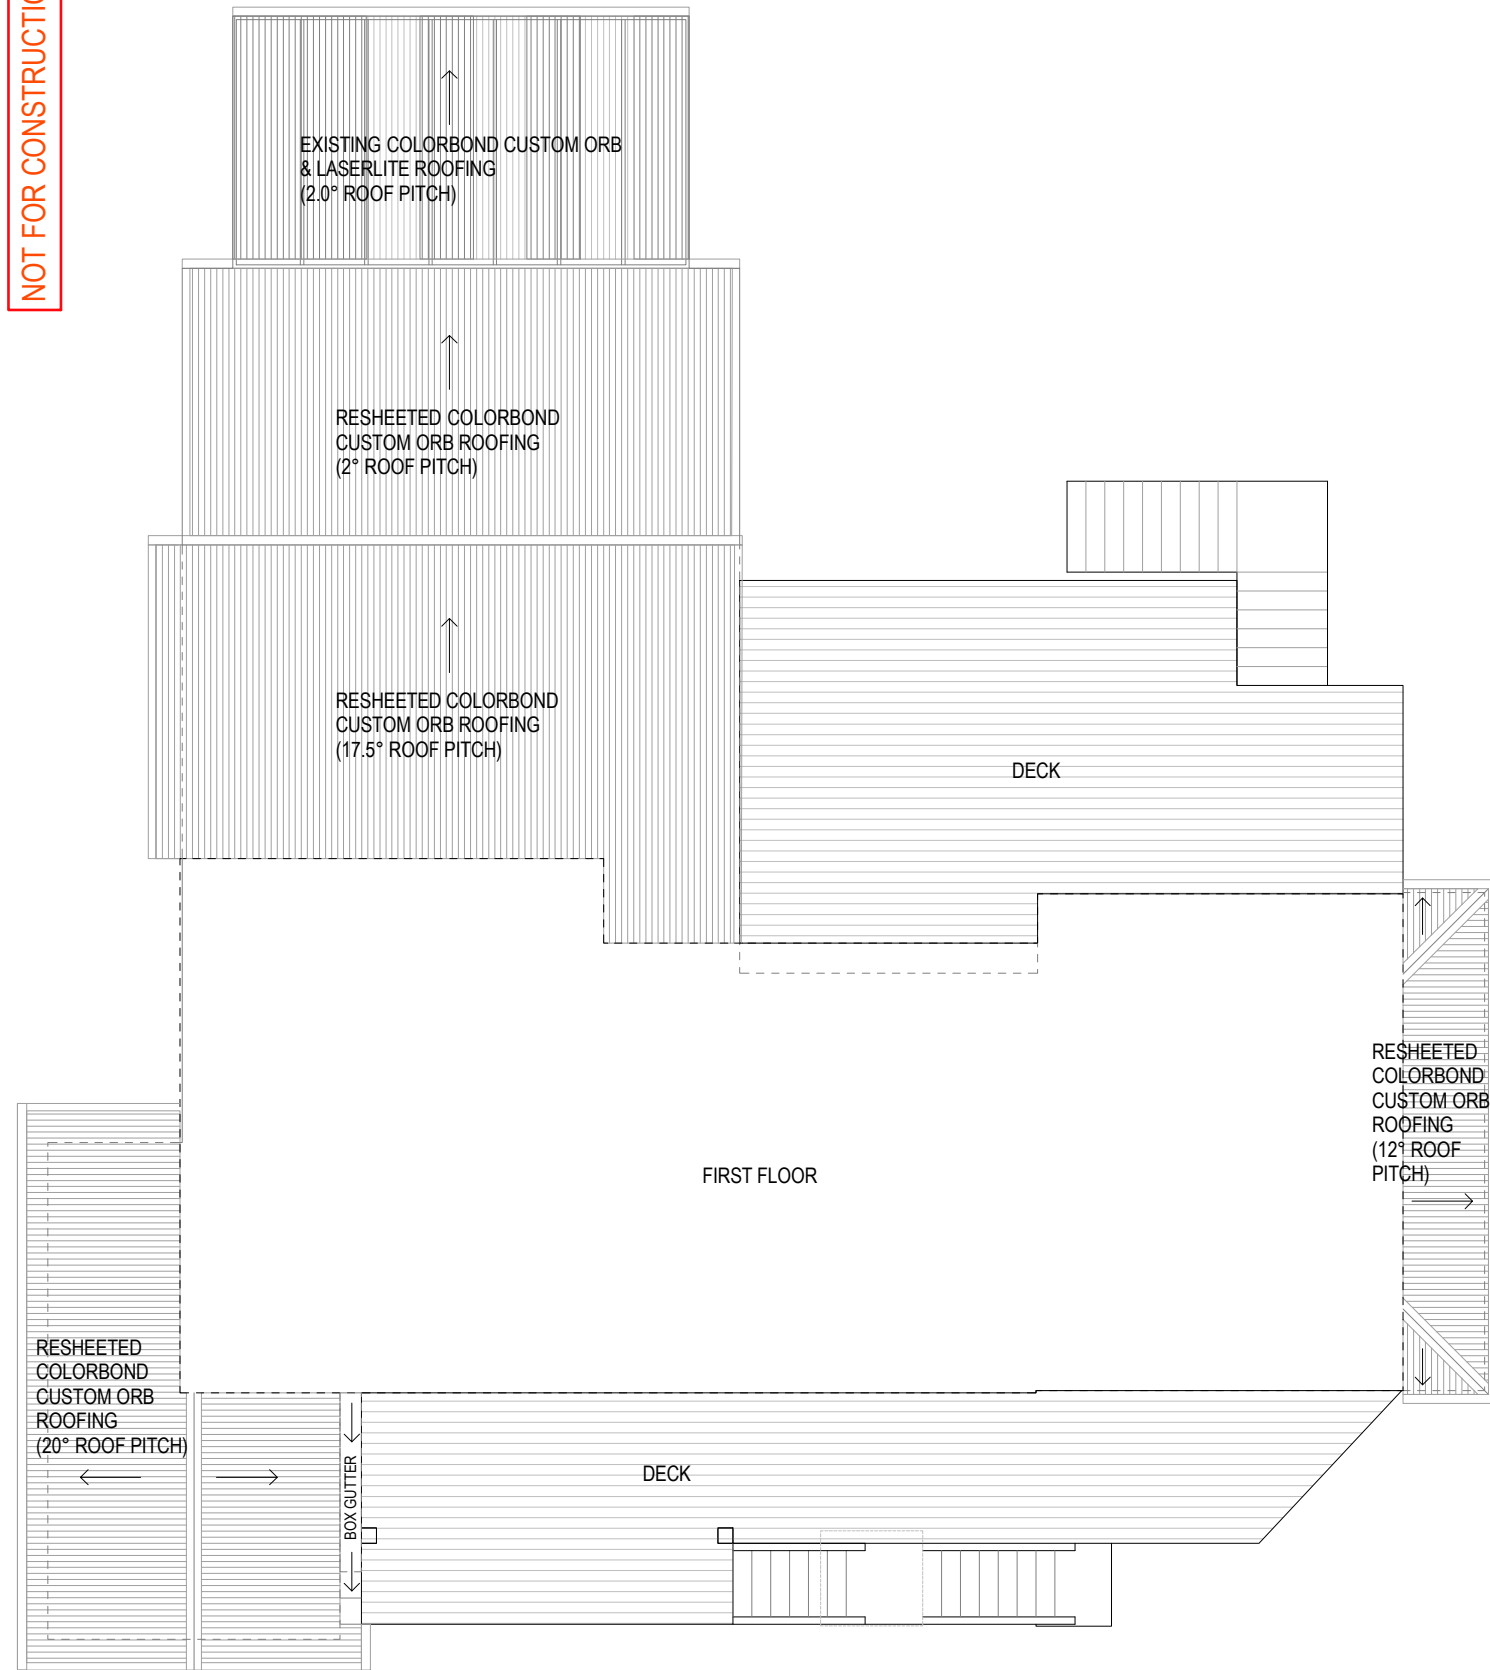 NOT FOR CONSTRUCTIO
EXISTING COLORBOND CUSTOM ORB
& LASERLITE ROOFING
(2.0° ROOF PITCH)
RESHEETED COLORBOND
CUSTOM ORB ROOFING
(2° ROOF PITCH)
RESHEETED COLORBOND
CUSTOM ORB ROOFING
(17.5° ROOF PITCH)
DECK
RESHEETED
COLORBOND
CUSTOM ORB
ROOFING
(12° ROOF
PITCH)
FIRST FLOOR
RESHEETED
COLORBOND
CUSTOM ORB
ROOFING
(20° ROOF PITCH)
BOX GUTTER
DECK